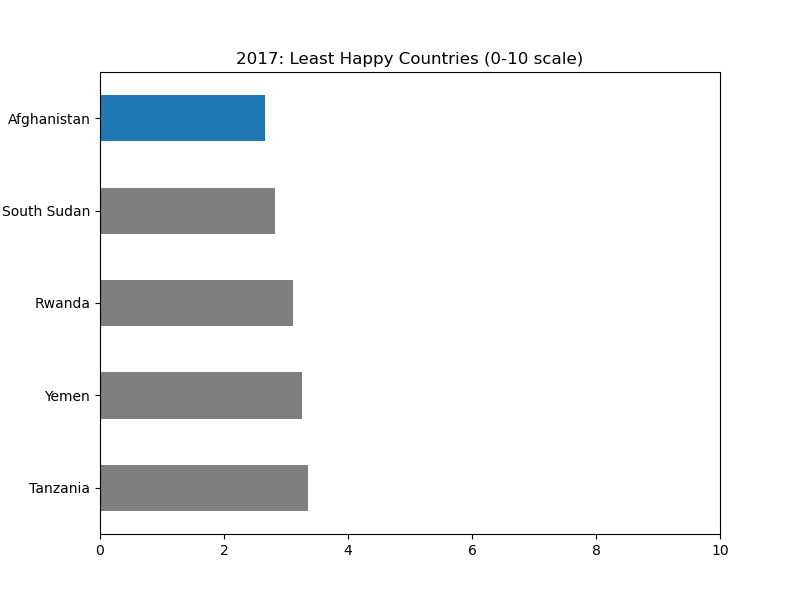 2017: Least Happy Countries (0-10 scale)
Afghanistan
South Sudan
Rwanda
Yemen
Tanzania
0 2 4 6 8 10